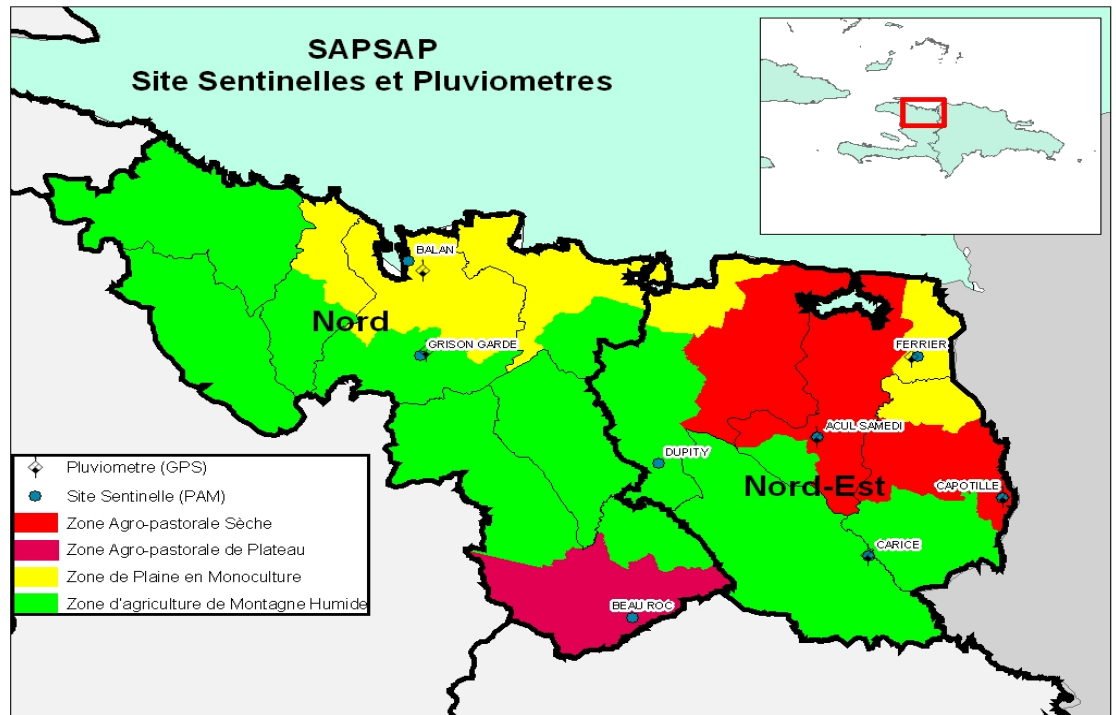 SAPSAP
Site Sentinelles et Pluviometres
BALAN
Nord
GRISON GARDE
FERRIER
ACUL SAMEDI
DUPITY
Nord-Est
CAPOTILLE
CARICE
BEAU ROC
Pluviometre (GPS)
Site Sentinelle (PAM)
Zone Agro-pastorale Sèche
Zone Agro-pastorale de Plateau
Zone de Plaine en Monoculture
Zone d'agriculture de Montagne Humide